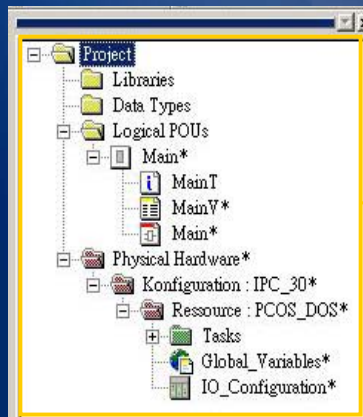 Project
Libraries
Data Types
Logical POUs
Main*
MainT
MainV*
Main*
Physical Hardware*
Konfiguration : IPC_30*
Ressource : PCOS_DOS*
Tasks
Global_Variables*
IO_Configuration*